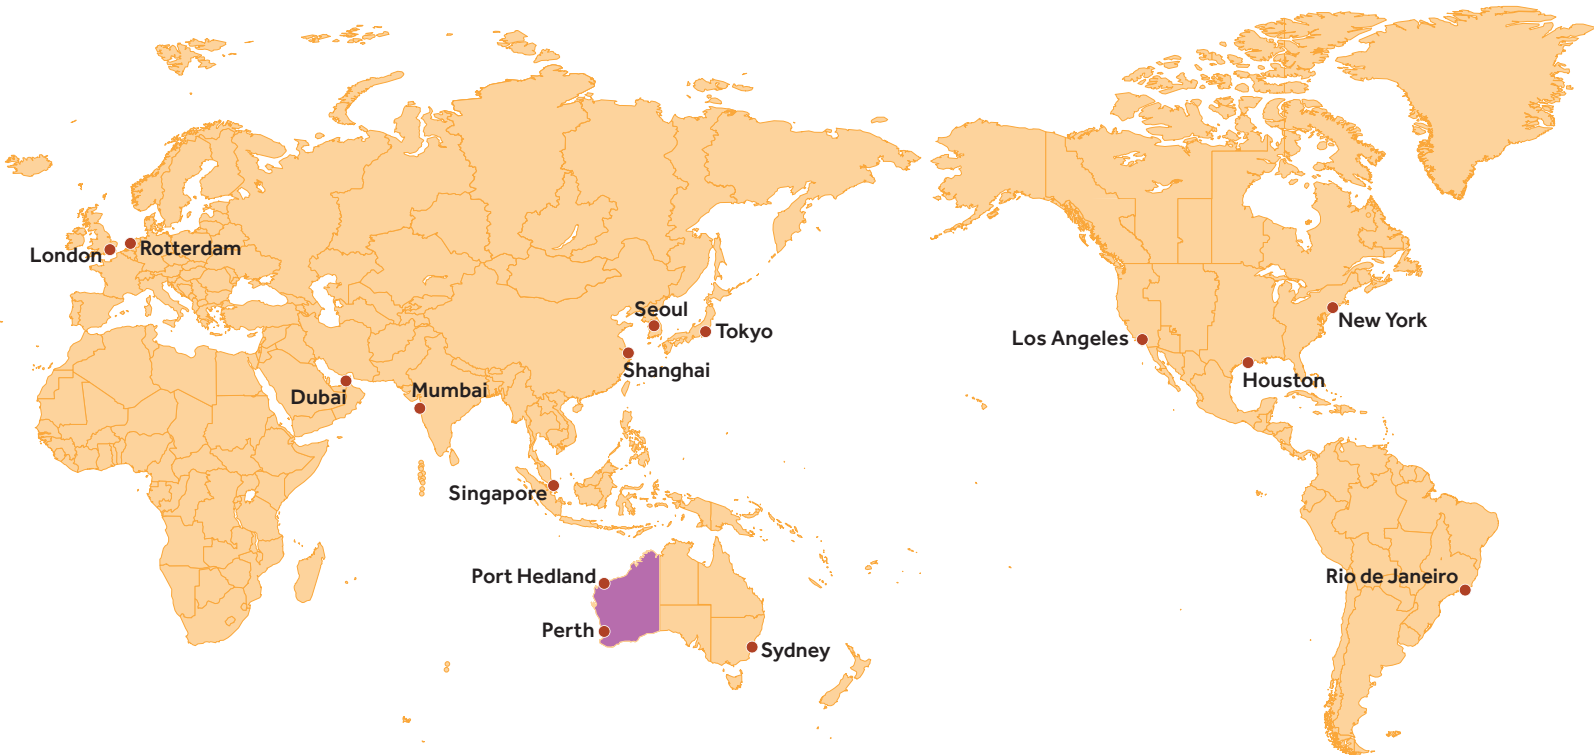 London
Rotterdam
Seoul
Tokyo
Shanghai
Dubai
Mumbai
Singapore
Port Hedland
Perth
Sydney
Los Angeles
New York
Houston
Rio de Janeiro